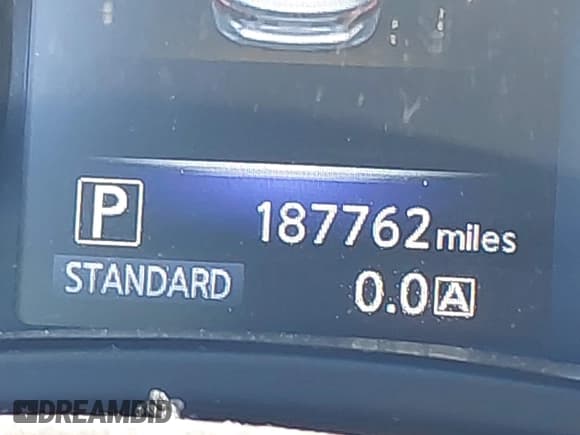 P 187762 miles
STANDARD 0.0 A
DREAMBID